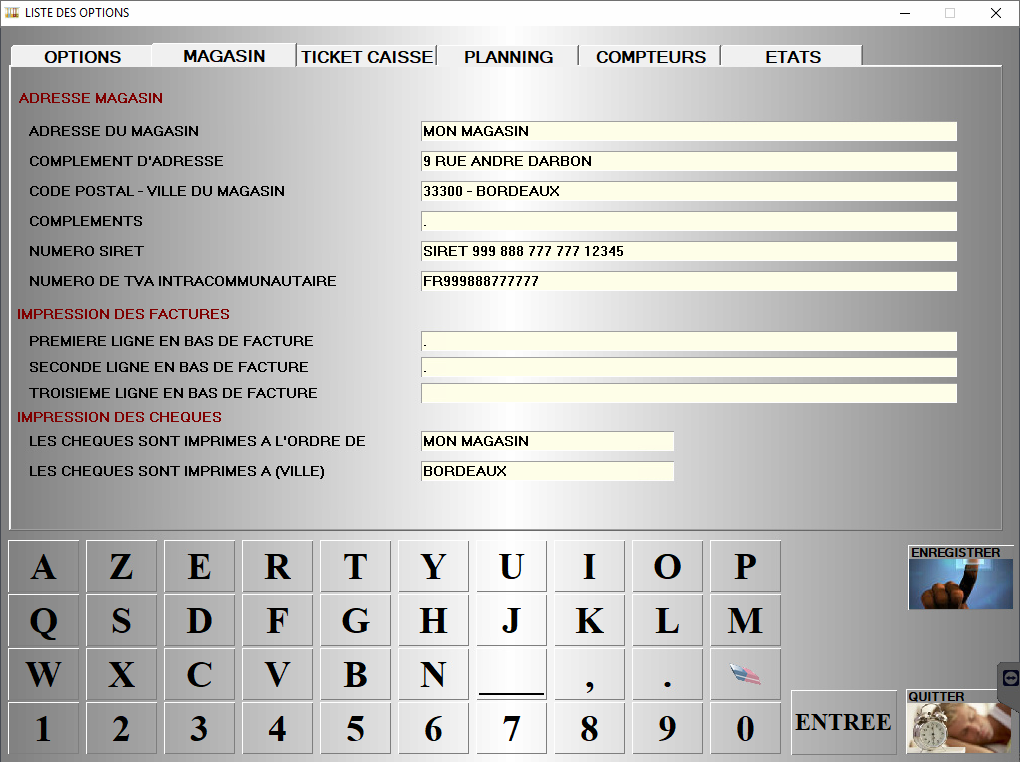 LISTE DES OPTIONS
OPTIONS MAGASIN TICKET CAISSE PLANNING COMPTEURS ETATS
ADRESSE MAGASIN
ADRESSE DU MAGASIN MON MAGASIN
COMPLEMENT D'ADRESSE 9 RUE ANDRE DARBON
CODE POSTAL - VILLE DU MAGASIN 33300 - BORDEAUX
COMPLEMENTS .
NUMERO SIRET SIRET 999 888 777 777 12345
NUMERO DE TVA INTRACOMMUNAUTAIRE FR999888777777
IMPRESSION DES FACTURES
PREMIERE LIGNE EN BAS DE FACTURE .
SECONDE LIGNE EN BAS DE FACTURE .
TROISIEME LIGNE EN BAS DE FACTURE
IMPRESSION DES CHEQUES
LES CHEQUES SONT IMPRIMES A L'ORDRE DE MON MAGASIN
LES CHEQUES SONT IMPRIMES A (VILLE) BORDEAUX
A Z E R T Y U I O P
ENREGISTRER
Q S D F G H J K L M
W X C V B N _ , .
1 2 3 4 5 6 7 8 9 0
ENTREE
QUITTER